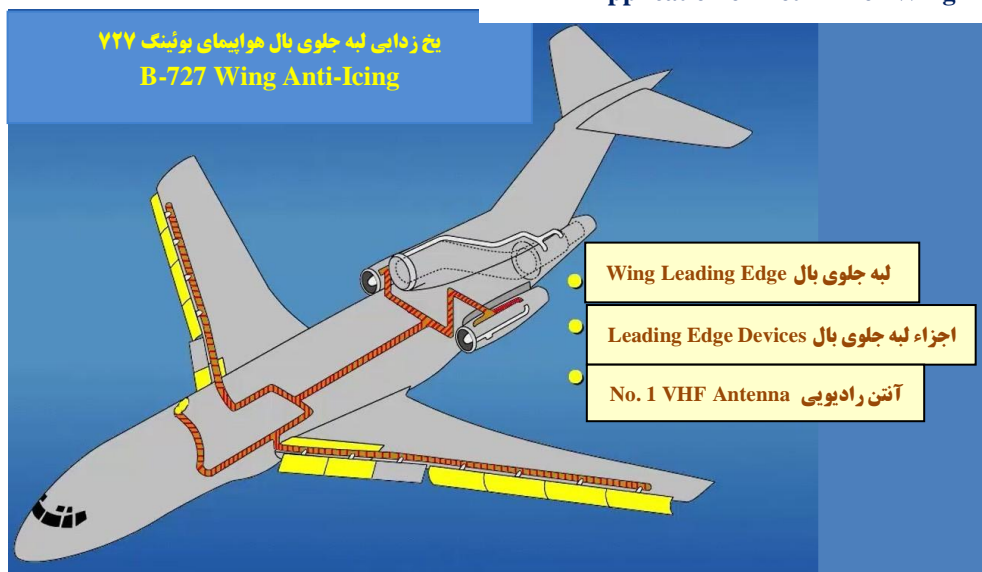 یخ زدایی لبه جلوی بال هواپیمای بوئینگ ۷۲۷
B-727 Wing Anti-Icing
لبه جلوی بال Wing Leading Edge
اجزاء لبه جلوی بال Leading Edge Devices
آنتن رادیویی No. 1 VHF Antenna